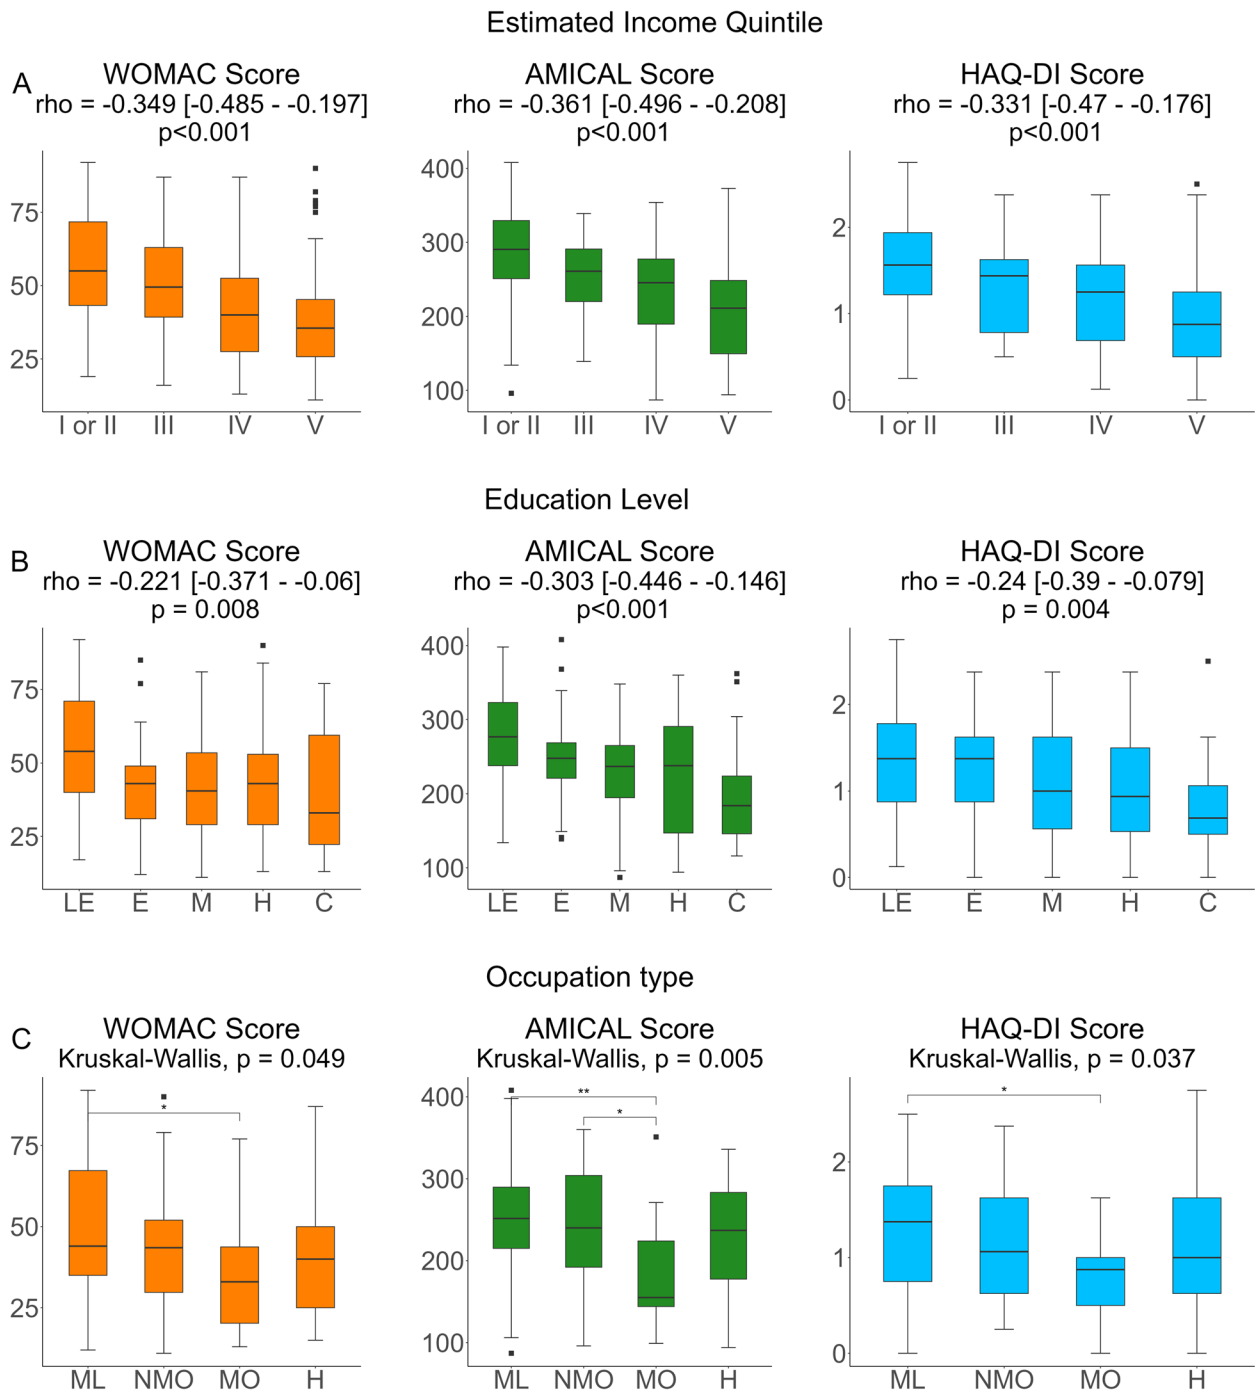 Estimated Income Quintile
A
WOMAC Score
rho = -0.349 [-0.485 - -0.197]
p<0.001
75
50
25
I or II III IV V
AMICAL Score
rho = -0.361 [-0.496 - -0.208]
p<0.001
400
300
200
100
I or II III IV V
HAQ-DI Score
rho = -0.331 [-0.47 - -0.176]
p<0.001
2
1
0
I or II III IV V
Education Level
B
WOMAC Score
rho = -0.221 [-0.371 - -0.06]
p = 0.008
75
50
25
LE E M H C
AMICAL Score
rho = -0.303 [-0.446 - -0.146]
p<0.001
400
300
200
100
LE E M H C
HAQ-DI Score
rho = -0.24 [-0.39 - -0.079]
p = 0.004
2
1
0
LE E M H C
Occupation type
C
WOMAC Score
Kruskal-Wallis, p = 0.049
*
75
50
25
ML NMO MO H
AMICAL Score
Kruskal-Wallis, p = 0.005
**
*
400
300
200
100
ML NMO MO H
HAQ-DI Score
Kruskal-Wallis, p = 0.037
*
2
1
0
ML NMO MO H